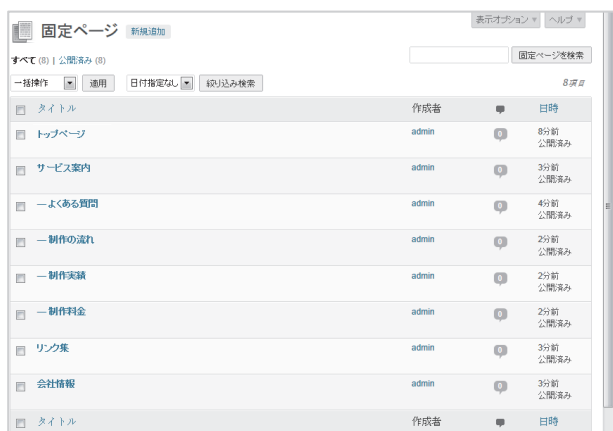 表示オプション ▼ ヘルプ ▼
固定ページ 新規追加
すべて (8) | 公開済み (8)
固定ページを検索
一括操作 適用 日付指定なし 絞り込み検索 8項目
タイトル 作成者 日時
トップページ admin 0 8分前
公開済み
サービス案内 admin 0 3分前
公開済み
— よくある質問 admin 0 4分前
公開済み
— 制作の流れ admin 0 2分前
公開済み
— 制作実績 admin 0 2分前
公開済み
— 制作料金 admin 0 2分前
公開済み
リンク集 admin 0 3分前
公開済み
会社情報 admin 0 3分前
公開済み
タイトル 作成者 日時